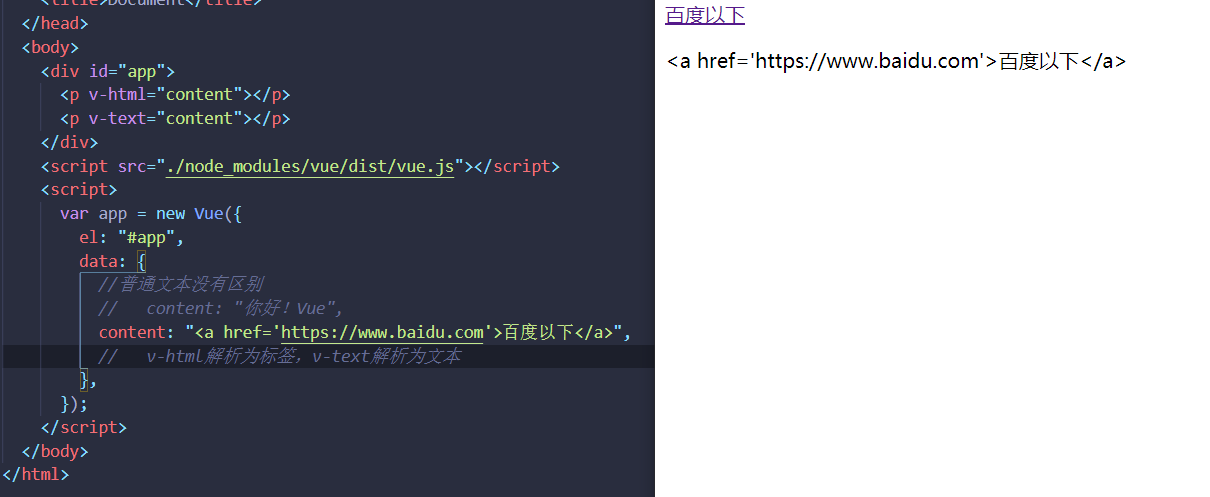 <title>Document</title>
</head>
<body>
<div id="app">
<p v-html="content"></p>
<p v-text="content"></p>
</div>
<script src="./node_modules/vue/dist/vue.js"></script>
<script>
var app = new Vue({
el: "#app",
data: {
//普通文本没有区别
//   content: "你好！Vue",
content: "<a href='https://www.baidu.com'>百度以下</a>",
//   v-html解析为标签，v-text解析为文本
},
});
</script>
</body>
</html>
百度以下
<a href='https://www.baidu.com'>百度以下</a>